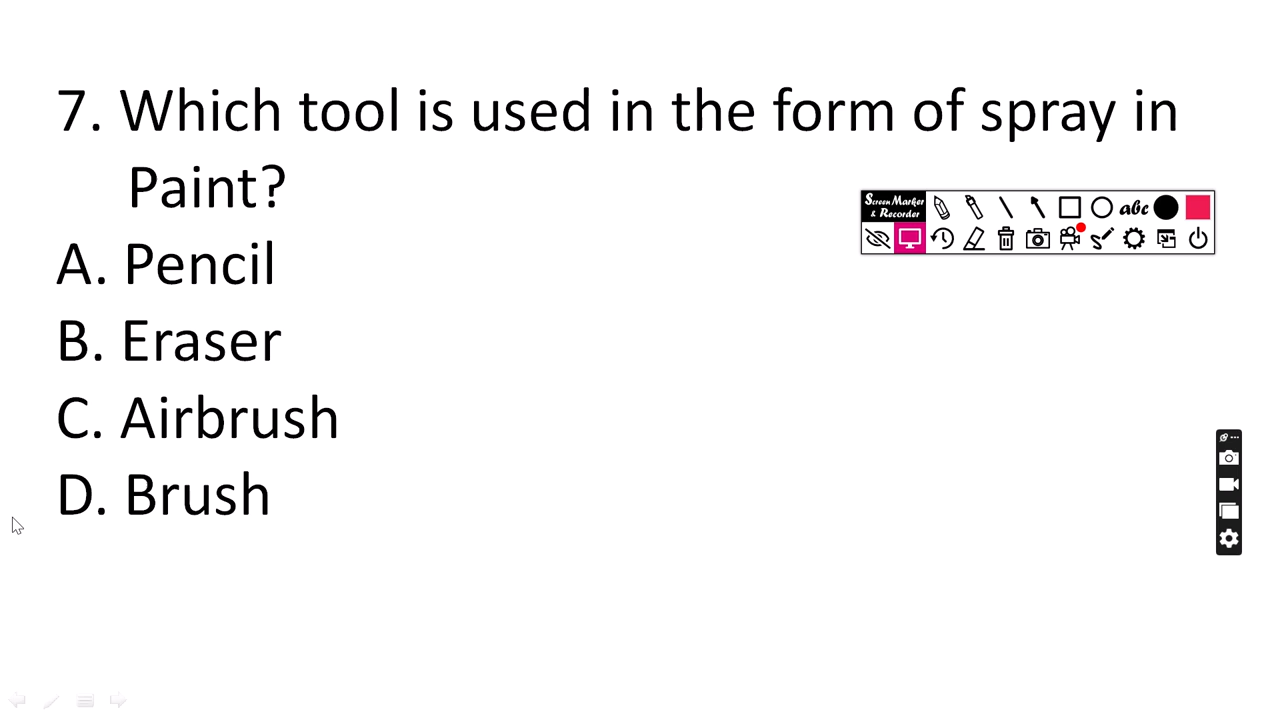 7. Which tool is used in the form of spray in
Paint?
Screen Marker
& Recorder
abc
A. Pencil
B. Eraser
C. Airbrush
D. Brush